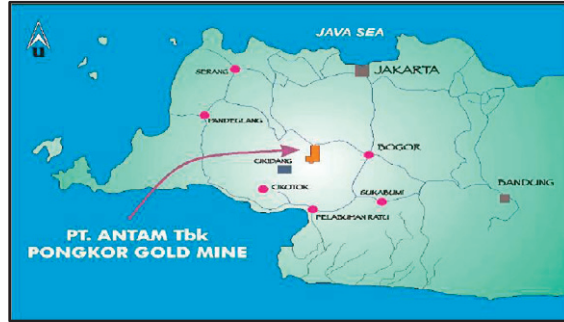 JAVA SEA
U
SERANG
JAKARTA
PANDEGLANG
BOGOR
CIKIDANG
CIKOTOK
SUKABUMI
BANDUNG
PELABUHAN RATU
PT. ANTAM Tbk
PONGKOR GOLD MINE